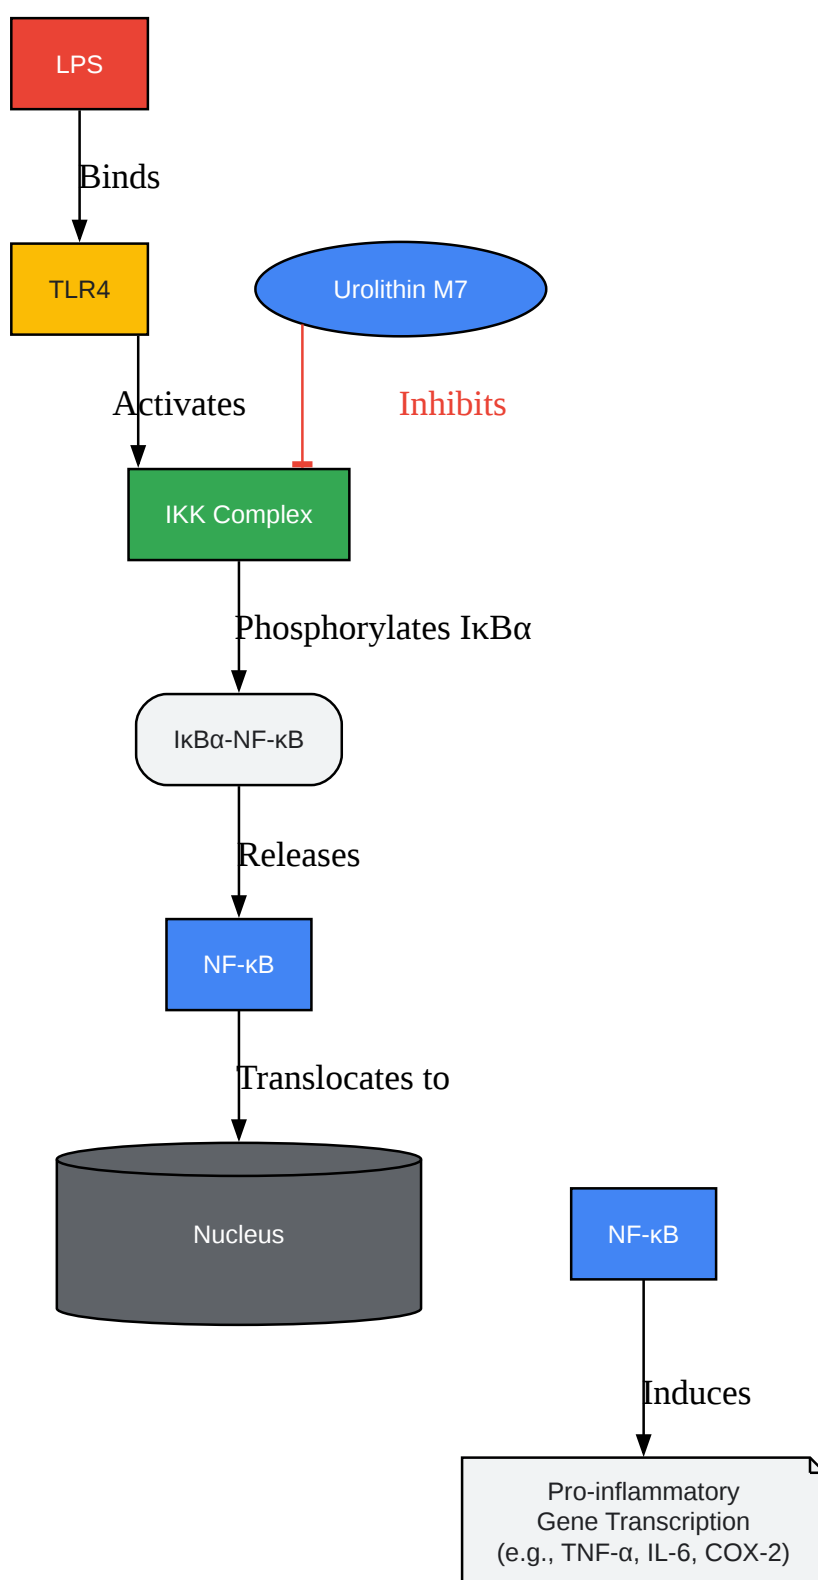 LPS
Binds
TLR4
Urolithin M7
Activates
Inhibits
IKK Complex
Phosphorylates IκBα
IκBα-NF-κB
Releases
NF-κB
Translocates to
Nucleus
NF-κB
Induces
Pro-inflammatory
Gene Transcription
(e.g., TNF-α, IL-6, COX-2)